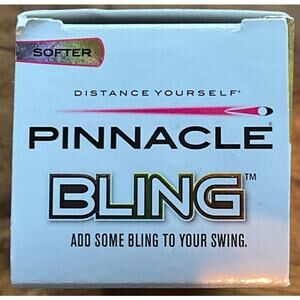 SOFTER
DISTANCE YOURSELF®
PINNACLE®
BLING™
ADD SOME BLING TO YOUR SWING.